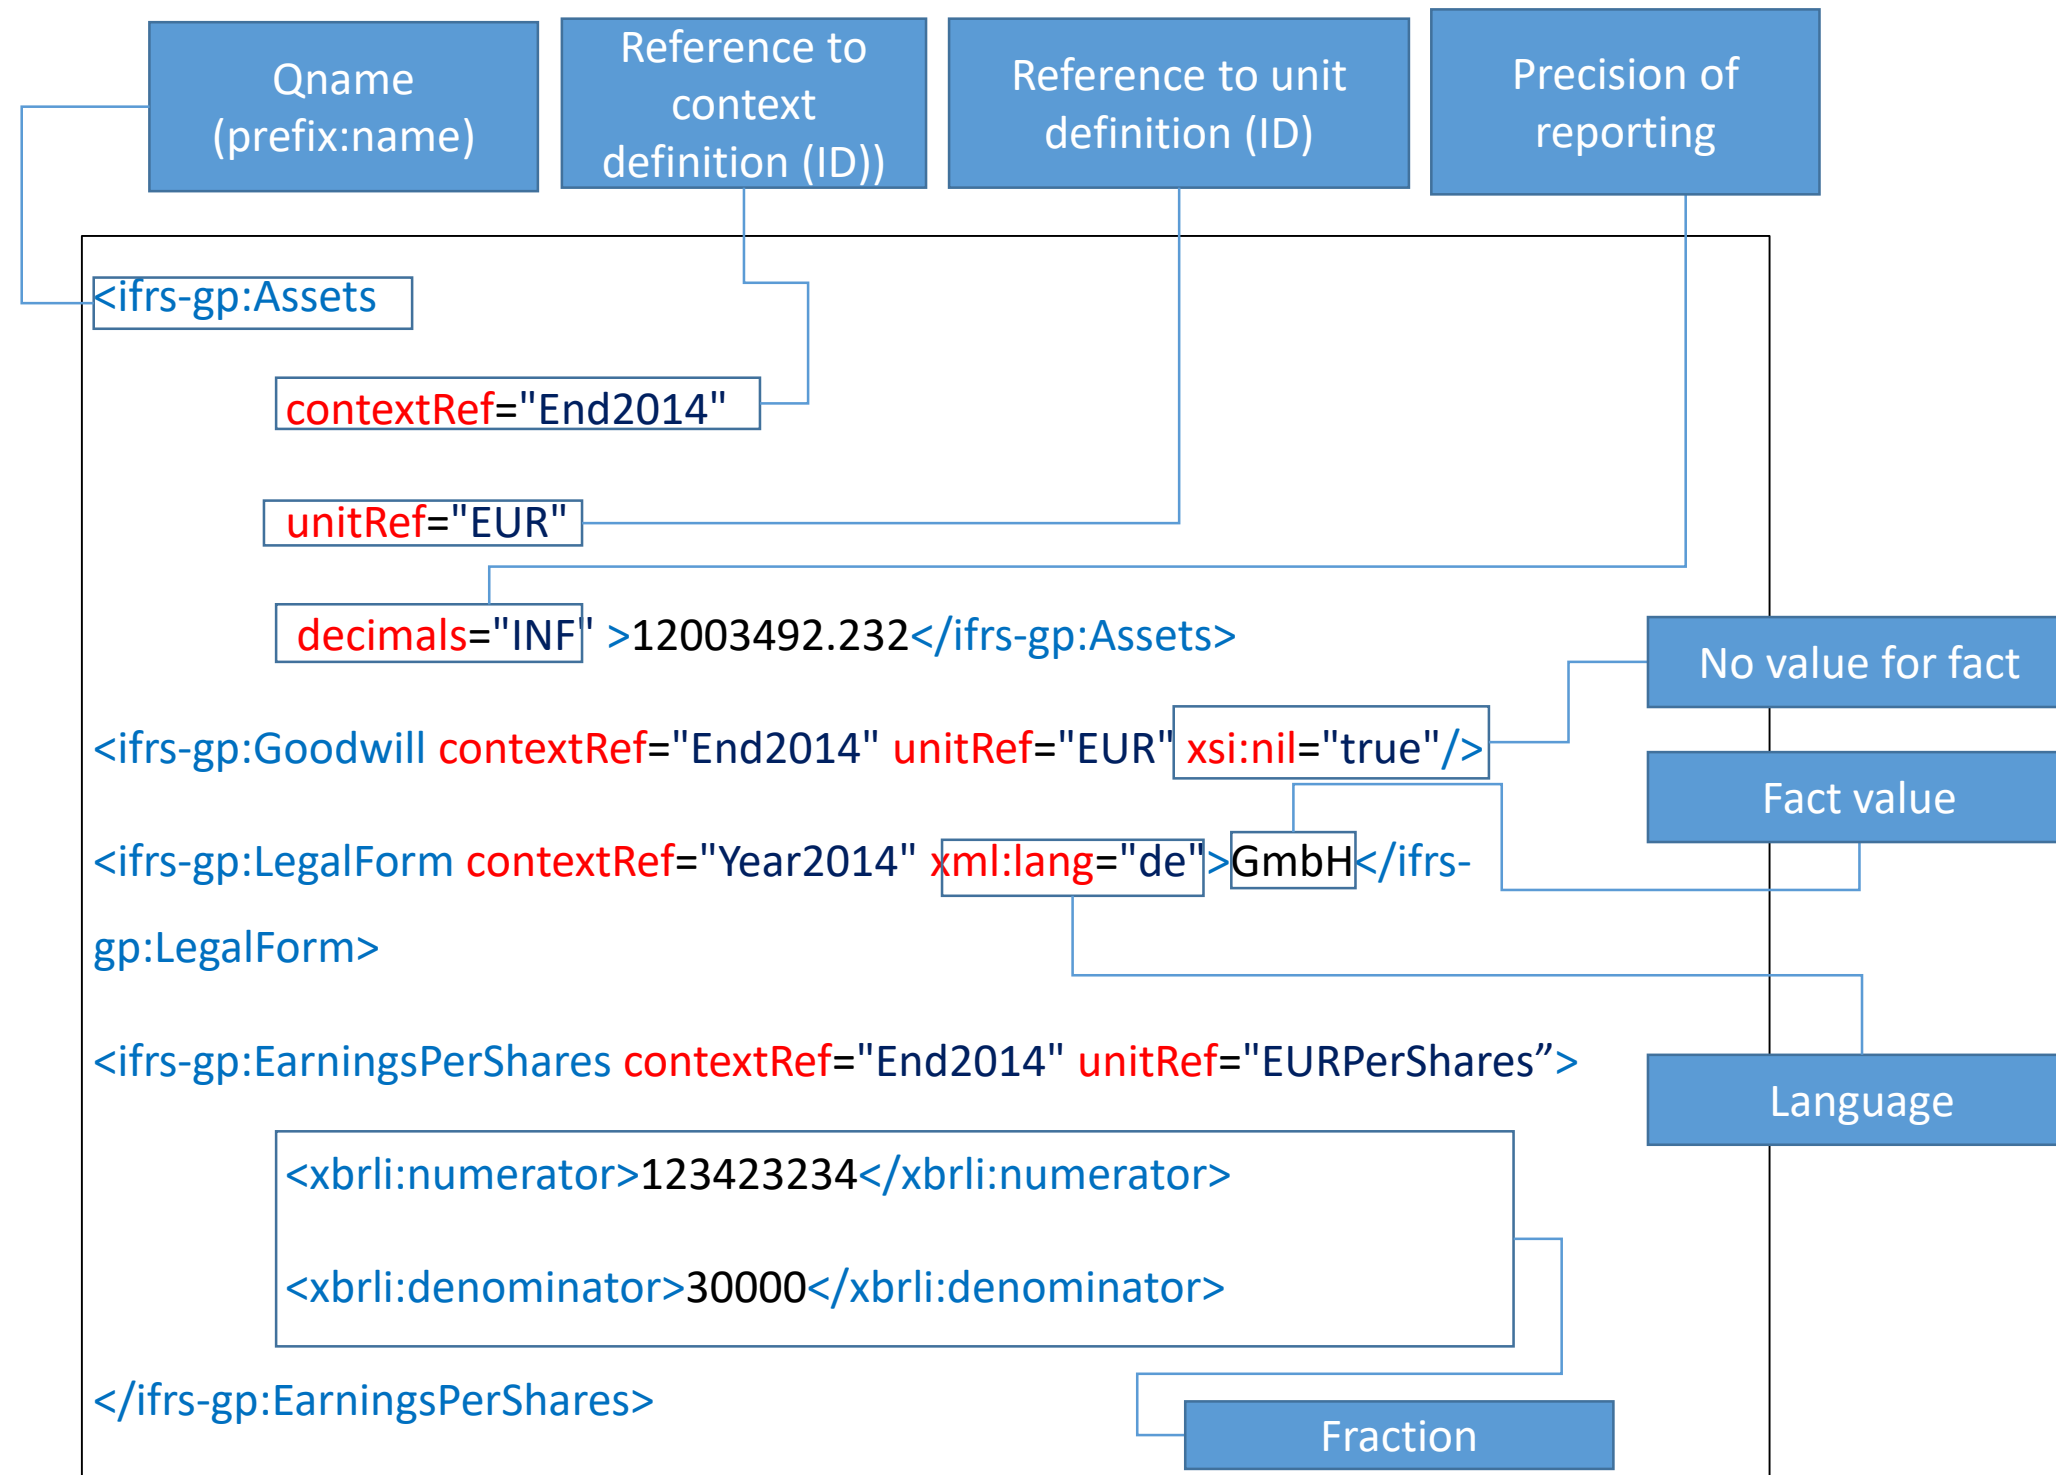 Qname
(prefix:name)
Reference to
context
definition (ID))
Reference to unit
definition (ID)
Precision of
reporting
<ifrs-gp:Assets
contextRef="End2014"
unitRef="EUR"
decimals="INF" >12003492.232</ifrs-gp:Assets>
No value for fact
<ifrs-gp:Goodwill contextRef="End2014" unitRef="EUR" xsi:nil="true"/>
Fact value
<ifrs-gp:LegalForm contextRef="Year2014" xml:lang="de">GmbH</ifrs-
gp:LegalForm>
<ifrs-gp:EarningsPerShares contextRef="End2014" unitRef="EURPerShares”>
Language
<xbrli:numerator>123423234</xbrli:numerator>
<xbrli:denominator>30000</xbrli:denominator>
</ifrs-gp:EarningsPerShares>
Fraction